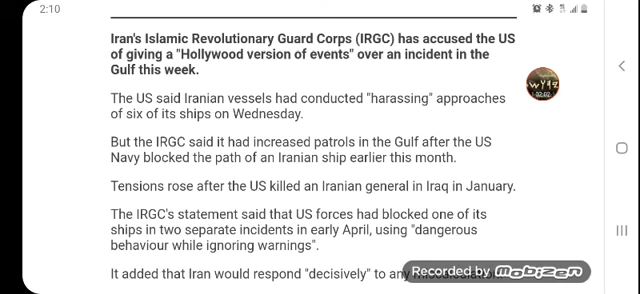 2:10
Iran's Islamic Revolutionary Guard Corps (IRGC) has accused the US
of giving a "Hollywood version of events" over an incident in the
Gulf this week.
The US said Iranian vessels had conducted "harassing" approaches
of six of its ships on Wednesday.
But the IRGC said it had increased patrols in the Gulf after the US
Navy blocked the path of an Iranian ship earlier this month.
Tensions rose after the US killed an Iranian general in Iraq in January.
The IRGC's statement said that US forces had blocked one of its
ships in two separate incidents in early April, using "dangerous
behaviour while ignoring warnings".
It added that Iran would respond "decisively" to any
Recorded by Mobizen
02:02